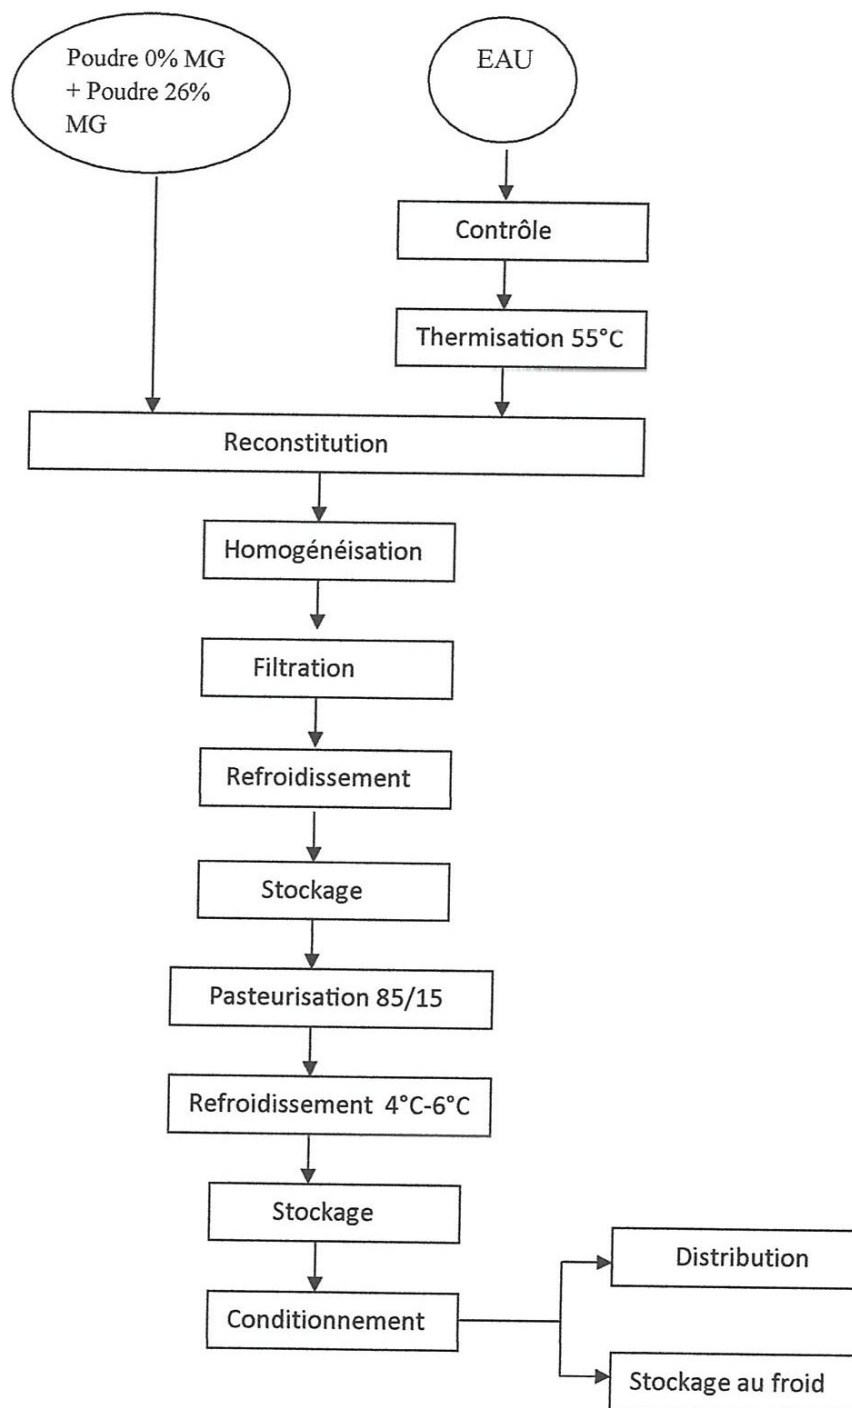 Poudre 0% MG
+ Poudre 26%
MG
EAU
Contrôle
Thermisation 55°C
Reconstitution
Homogénéisation
Filtration
Refroidissement
Stockage
Pasteurisation 85/15
Refroidissement 4°C-6°C
Stockage
Distribution
Conditionnement
Stockage au froid